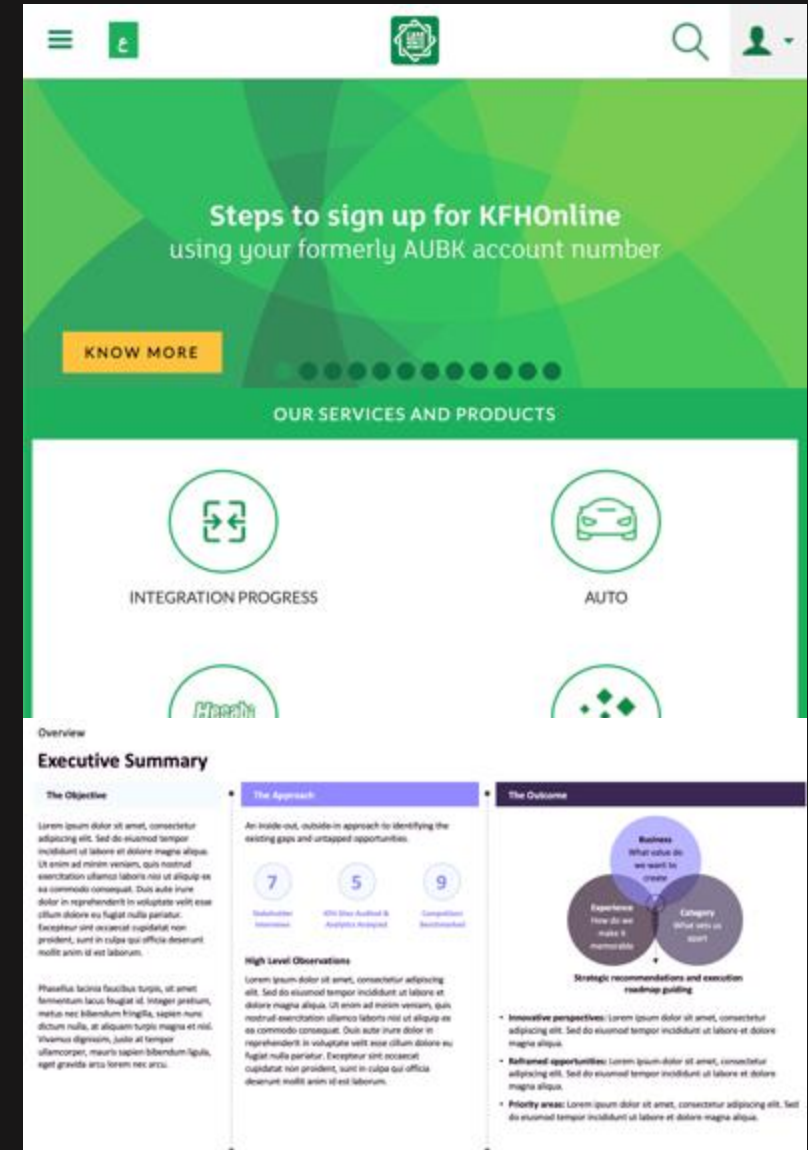 ع
Steps to sign up for KFHOnline
using your formerly AUBK account number
KNOW MORE
OUR SERVICES AND PRODUCTS
INTEGRATION PROGRESS
AUTO
Hesabi
Overview
Executive Summary
The Objective
Lorem ipsum dolor sit amet, consectetur
adipiscing elit. Sed do eiusmod tempor
incididunt ut labore et dolore magna aliqua.
Ut enim ad minim veniam, quis nostrud
exercitation ullamco laboris nisi ut aliquip ex
ea commodo consequat. Duis aute irure
dolor in reprehenderit in voluptate velit esse
cillum dolore eu fugiat nulla pariatur.
Excepteur sint occaecat cupidatat non
proident, sunt in culpa qui officia deserunt
mollit anim id est laborum.
Phasellus lacinia faucibus turpis, sit amet
fermentum lacus feugiat id. Integer pretium,
metus nec bibendum fringilla, sapien nunc
dictum nulla, at aliquam turpis magna et nisl.
Vivamus dignissim, justo at tempor
ullamcorper, mauris sapien bibendum ligula,
eget gravida arcu lorem nec arcu.
The Approach
An inside-out, outside-in approach to identifying the
existing gaps and untapped opportunities.
7
5
9
Stakeholder
Interviews
KFH Sites Audited &
Analytics Analyzed
Competitors
Benchmarked
High Level Observations
Lorem ipsum dolor sit amet, consectetur adipiscing
elit. Sed do eiusmod tempor incididunt ut labore et
dolore magna aliqua. Ut enim ad minim veniam, quis
nostrud exercitation ullamco laboris nisi ut aliquip ex
ea commodo consequat. Duis aute irure dolor in
reprehenderit in voluptate velit esse cillum dolore eu
fugiat nulla pariatur. Excepteur sint occaecat
cupidatat non proident, sunt in culpa qui officia
deserunt mollit anim id est laborum.
The Outcome
Business
What value do
we want to
create
Experience
How do we
make it
memorable
Category
What sets us
apart
Strategic recommendations and execution
roadmap guiding
• Innovative perspectives: Lorem ipsum dolor sit amet, consectetur
adipiscing elit. Sed do eiusmod tempor incididunt ut labore et dolore
magna aliqua.
• Reframed opportunities: Lorem ipsum dolor sit amet, consectetur
adipiscing elit. Sed do eiusmod tempor incididunt ut labore et dolore
magna aliqua.
• Priority areas: Lorem ipsum dolor sit amet, consectetur adipiscing elit. Sed
do eiusmod tempor incididunt ut labore et dolore magna aliqua.